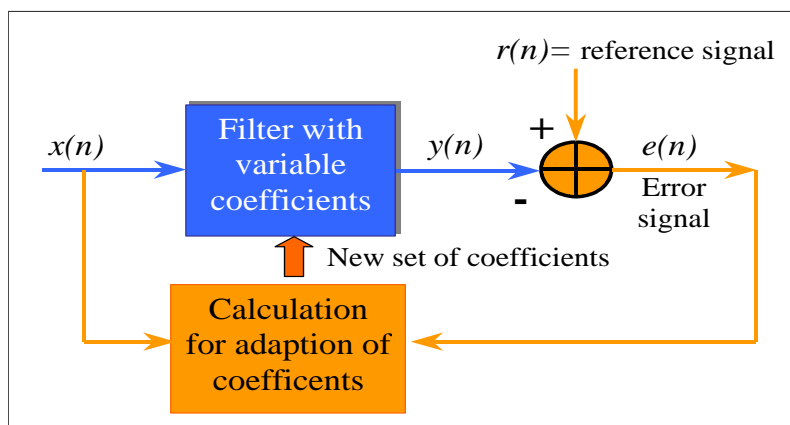 r(n)= reference signal
x(n)
Filter with
variable
coefficients
y(n)
+
-
e(n)
Error
signal
New set of coefficients
Calculation
for adaption of
coefficents